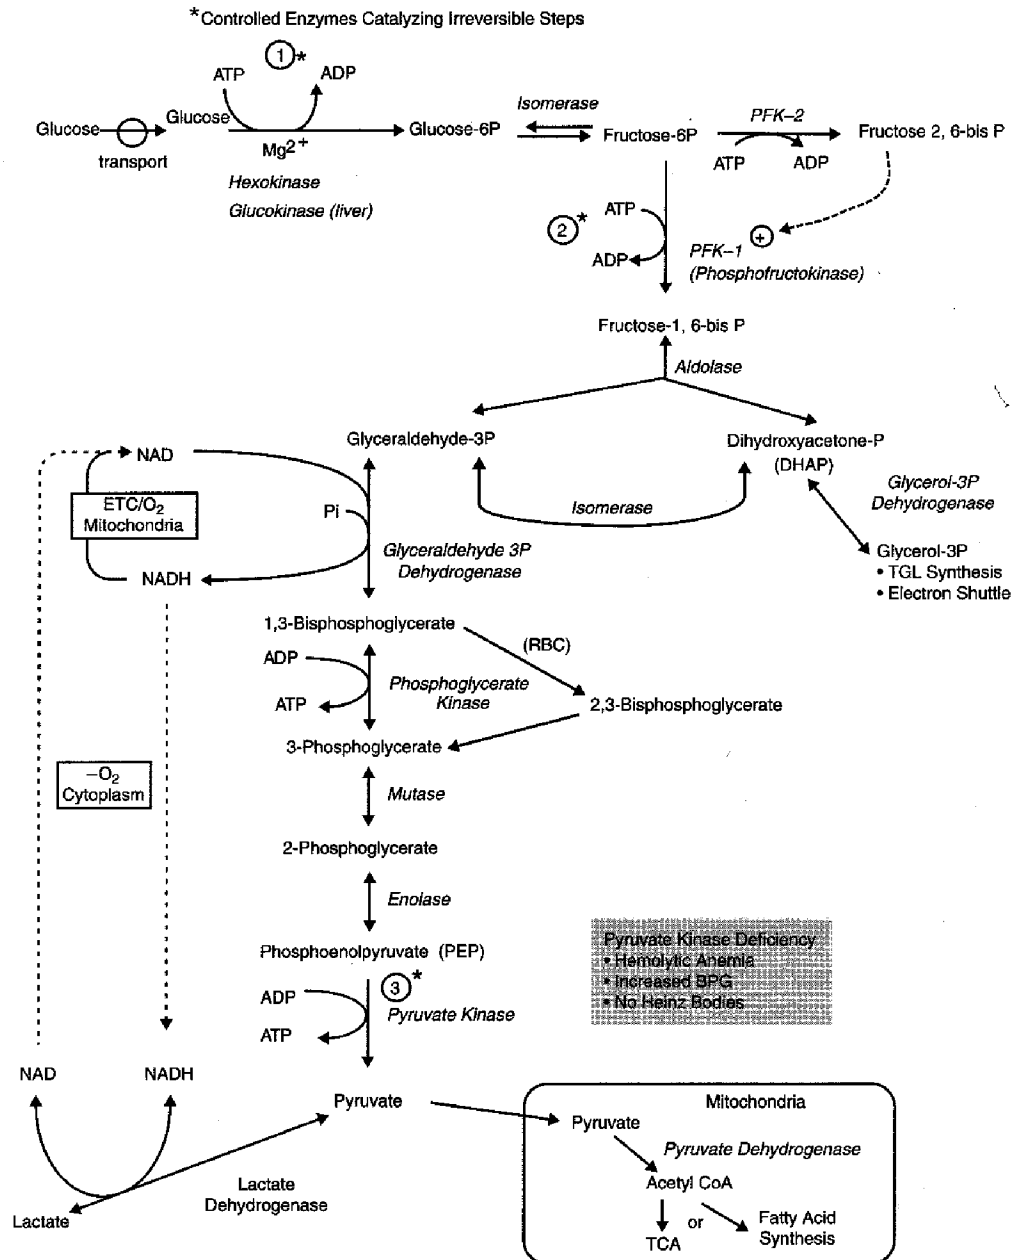 *Controlled Enzymes Catalyzing Irreversible Steps
1*
ATP
ADP
Glucose
transport
Glucose
Mg2+
Hexokinase
Glucokinase (liver)
Glucose-6P
Isomerase
Fructose-6P
PFK–2
ATP
ADP
Fructose 2, 6-bis P
2*
ATP
ADP
+
PFK–1
(Phosphofructokinase)
Fructose-1, 6-bis P
Aldolase
Glyceraldehyde-3P
Dihydroxyacetone-P
(DHAP)
Isomerase
Glycerol-3P
Dehydrogenase
Glycerol-3P
• TGL Synthesis
• Electron Shuttle
NAD
ETC/O2
Mitochondria
NADH
Pi
Glyceraldehyde 3P
Dehydrogenase
1,3-Bisphosphoglycerate
(RBC)
ADP
ATP
Phosphoglycerate
Kinase
2,3-Bisphosphoglycerate
3-Phosphoglycerate
–O2
Cytoplasm
Mutase
2-Phosphoglycerate
Enolase
Phosphoenolpyruvate (PEP)
3*
ADP
ATP
Pyruvate Kinase
Pyruvate Kinase Deficiency
• Hemolytic Anemia
• Increased BPG
• No Heinz Bodies
NAD
NADH
Pyruvate
Lactate
Dehydrogenase
Lactate
Mitochondria
Pyruvate
Pyruvate Dehydrogenase
Acetyl CoA
or
TCA
Fatty Acid
Synthesis